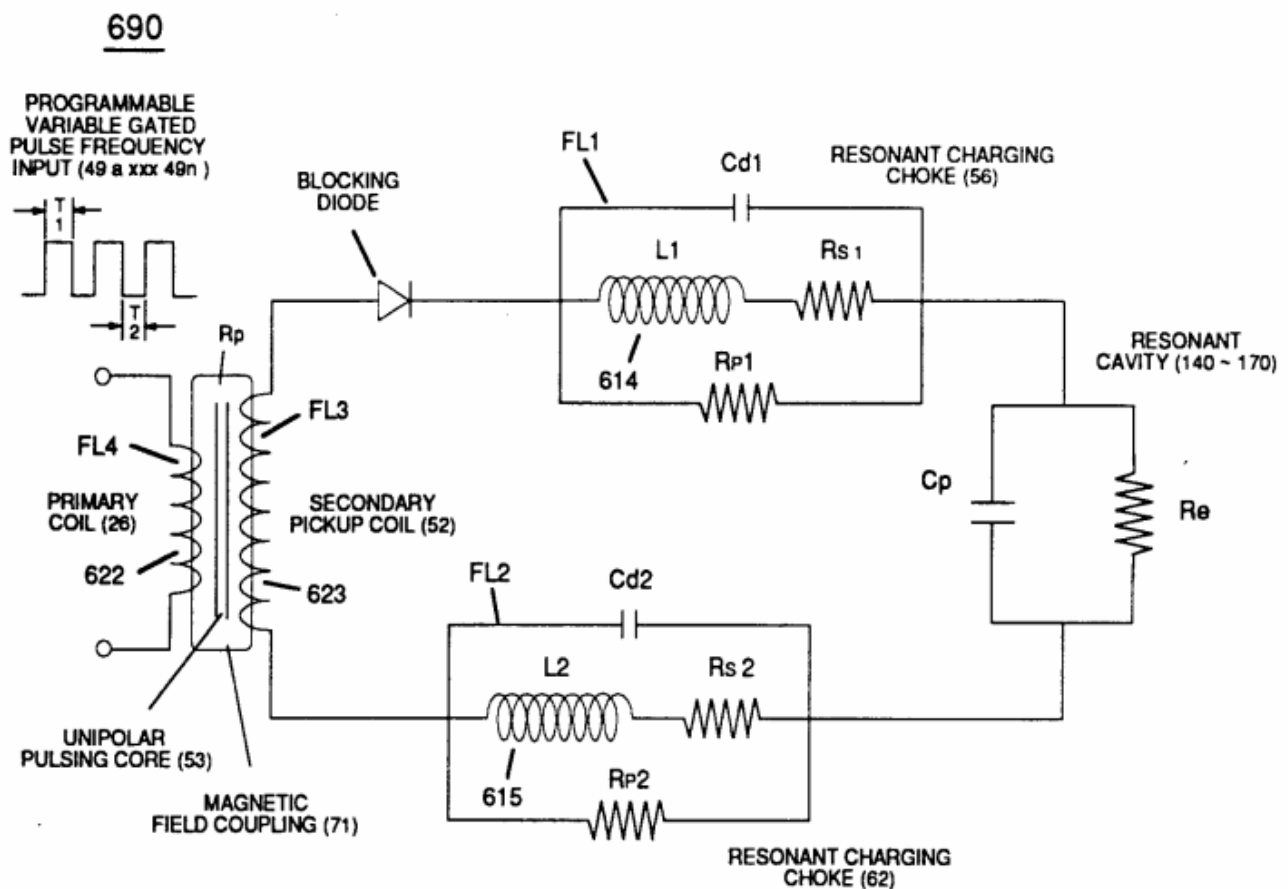 690
PROGRAMMABLE
VARIABLE GATED
PULSE FREQUENCY
INPUT (49 a xxx 49n )
T
1
T
2
BLOCKING
DIODE
FL1
Cd1
RESONANT CHARGING
CHOKE (56)
L1
Rs 1
614
RP1
RESONANT
CAVITY (140 ~ 170)
Rp
FL4
FL3
PRIMARY
COIL (26)
SECONDARY
PICKUP COIL (52)
622
623
Cp
Re
FL2
Cd2
L2
Rs 2
615
RP2
UNIPOLAR
PULSING CORE (53)
MAGNETIC
FIELD COUPLING (71)
RESONANT CHARGING
CHOKE (62)